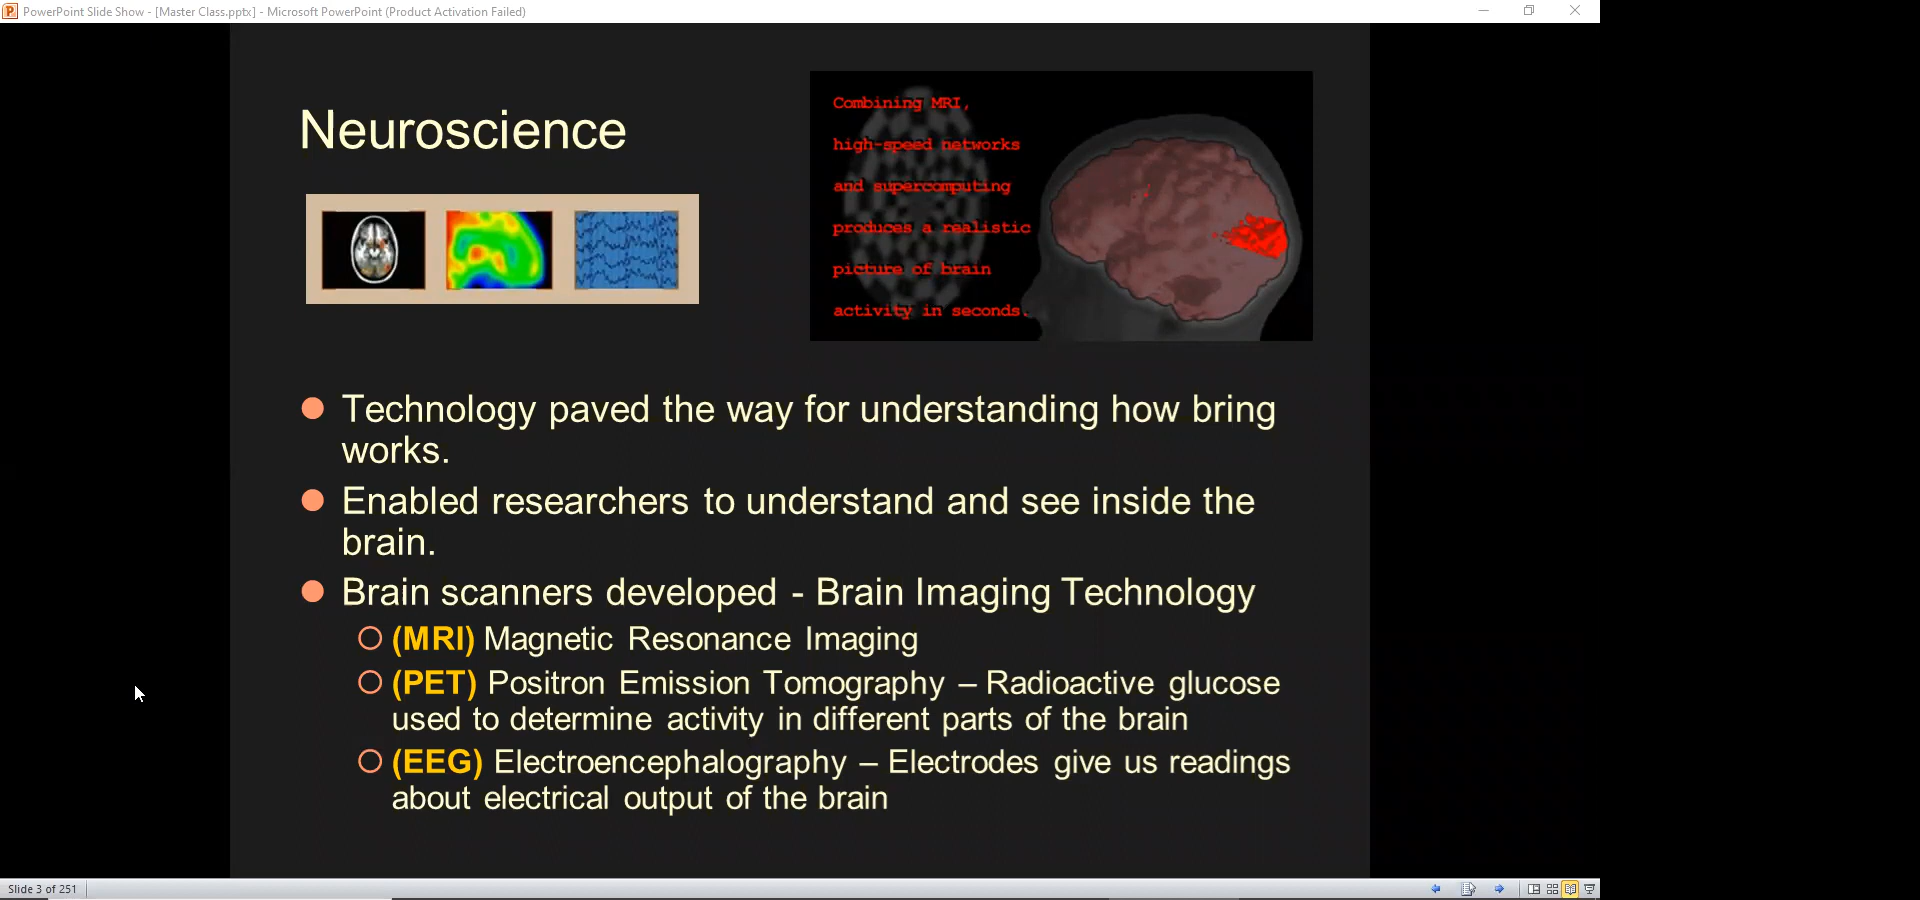 PowerPoint Slide Show - [Master Class.pptx] - Microsoft PowerPoint (Product Activation Failed)
Neuroscience
Combining MRI,
high-speed networks
and supercomputing
produces a realistic
picture of brain
activity in seconds.
Technology paved the way for understanding how bring
works.
Enabled researchers to understand and see inside the
brain.
Brain scanners developed - Brain Imaging Technology
(MRI) Magnetic Resonance Imaging
(PET) Positron Emission Tomography – Radioactive glucose
used to determine activity in different parts of the brain
(EEG) Electroencephalography – Electrodes give us readings
about electrical output of the brain
Slide 3 of 251